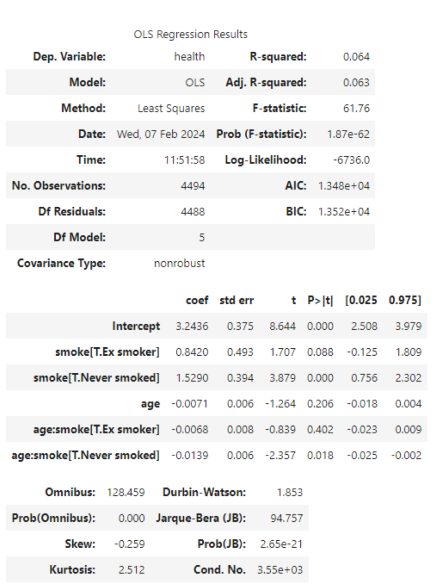 OLS Regression Results
Dep. Variable: health R-squared: 0.064
Model: OLS Adj. R-squared: 0.063
Method: Least Squares F-statistic: 61.76
Date: Wed, 07 Feb 2024 Prob (F-statistic): 1.87e-62
Time: 11:51:58 Log-Likelihood: -6736.0
No. Observations: 4494 AIC: 1.348e+04
Df Residuals: 4488 BIC: 1.352e+04
Df Model: 5
Covariance Type: nonrobust
coef std err t P>|t| [0.025 0.975]
Intercept 3.2436 0.375 8.644 0.000 2.508 3.979
smoke[T.Ex smoker] 0.8420 0.493 1.707 0.088 -0.125 1.809
smoke[T.Never smoked] 1.5290 0.394 3.879 0.000 0.756 2.302
age -0.0071 0.006 -1.264 0.206 -0.018 0.004
age:smoke[T.Ex smoker] -0.0068 0.008 -0.839 0.402 -0.023 0.009
age:smoke[T.Never smoked] -0.0139 0.006 -2.357 0.018 -0.025 -0.002
Omnibus: 128.459 Durbin-Watson: 1.853
Prob(Omnibus): 0.000 Jarque-Bera (JB): 94.757
Skew: -0.259 Prob(JB): 2.65e-21
Kurtosis: 2.512 Cond. No. 3.55e+03